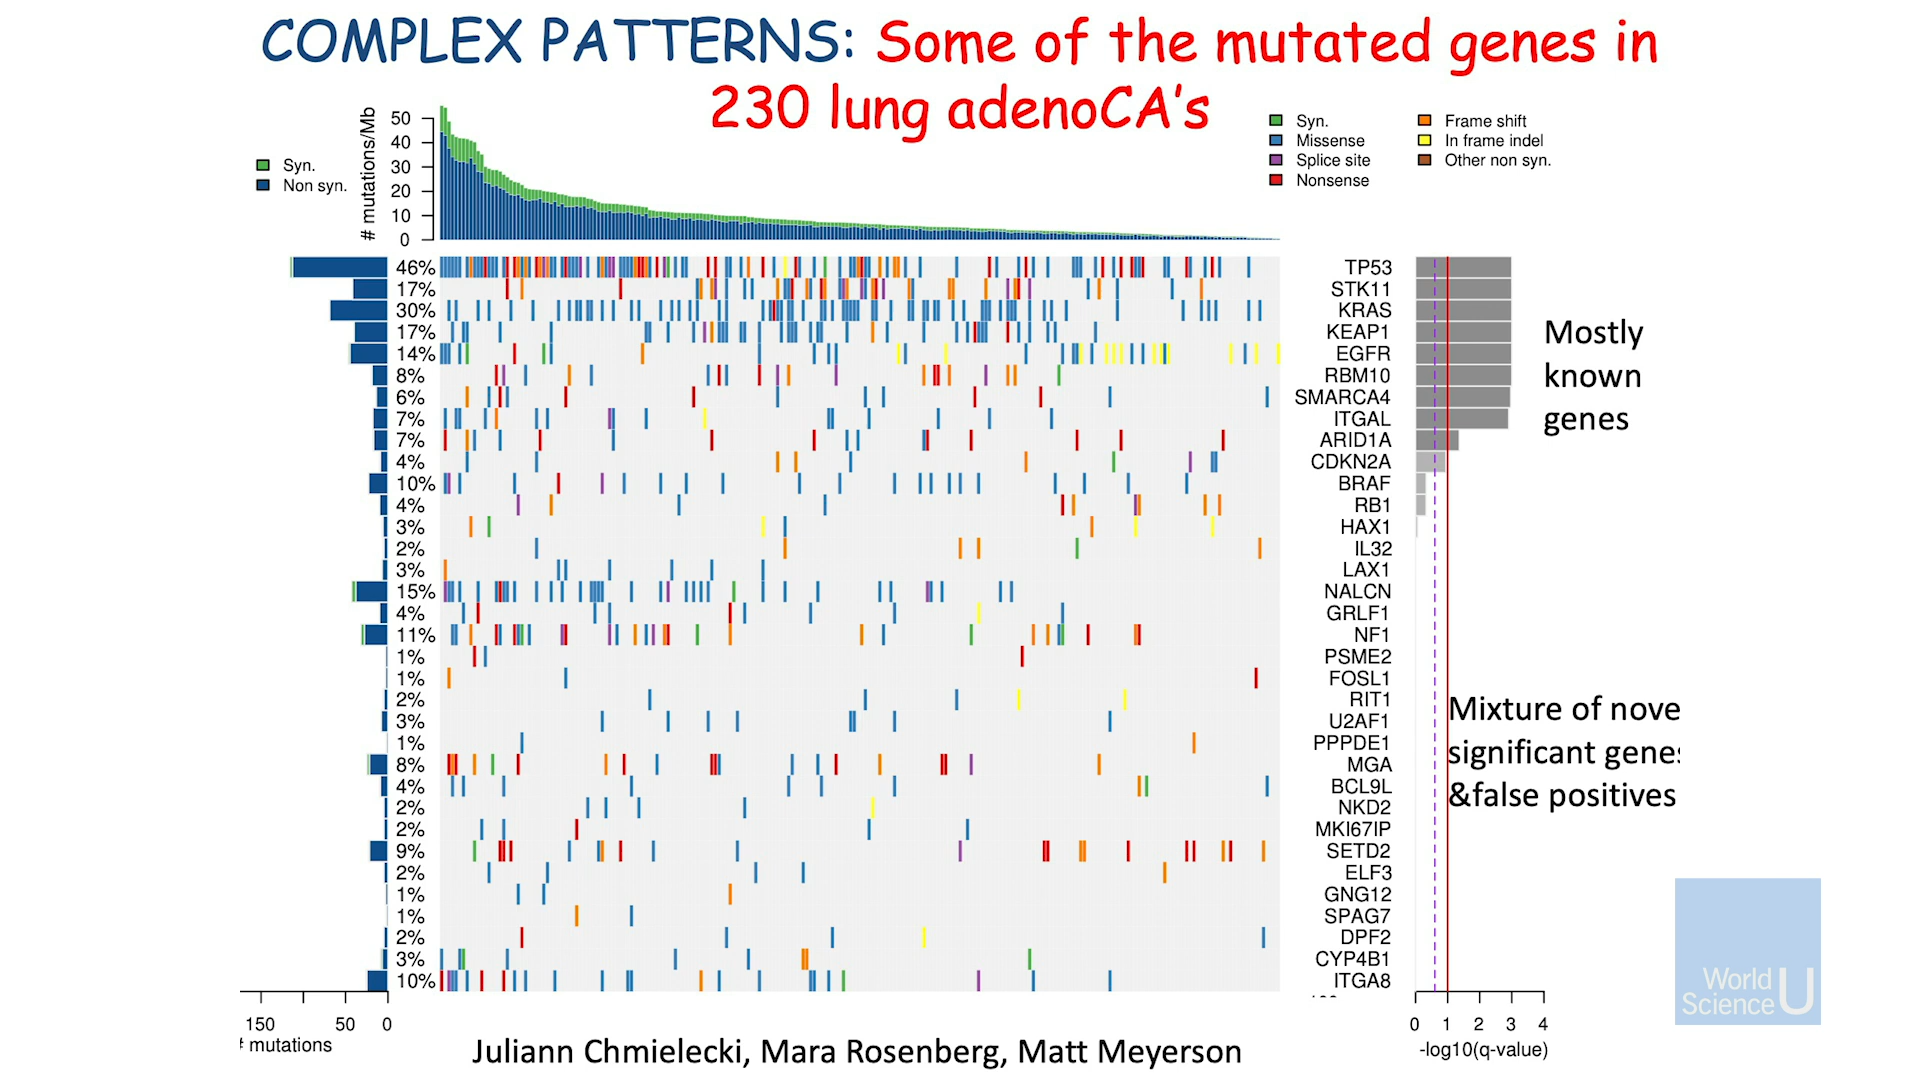 COMPLEX PATTERNS: Some of the mutated genes in
230 lung adenoCA's
Syn.
Non syn.
# mutations/Mb
50
40
30
20
10
0
Syn.
Missense
Splice site
Nonsense
Frame shift
In frame indel
Other non syn.
46% TP53
17% STK11
30% KRAS
17% KEAP1
14% EGFR
8% RBM10
6% SMARCA4
7% ITGAL
7% ARID1A
4% CDKN2A
10% BRAF
4% RB1
3% HAX1
2% IL32
3% LAX1
15% NALCN
4% GRLF1
11% NF1
1% PSME2
1% FOSL1
2% RIT1
3% U2AF1
1% PPPDE1
8% MGA
4% BCL9L
2% NKD2
2% MKI67IP
9% SETD2
2% ELF3
1% GNG12
1% SPAG7
2% DPF2
3% CYP4B1
10% ITGA8
Mostly
known
genes
Mixture of nove
significant genes
&false positives
150 50 0
mutations
0 1 2 3 4
-log10(q-value)
Juliann Chmielecki, Mara Rosenberg, Matt Meyerson
World
Science U